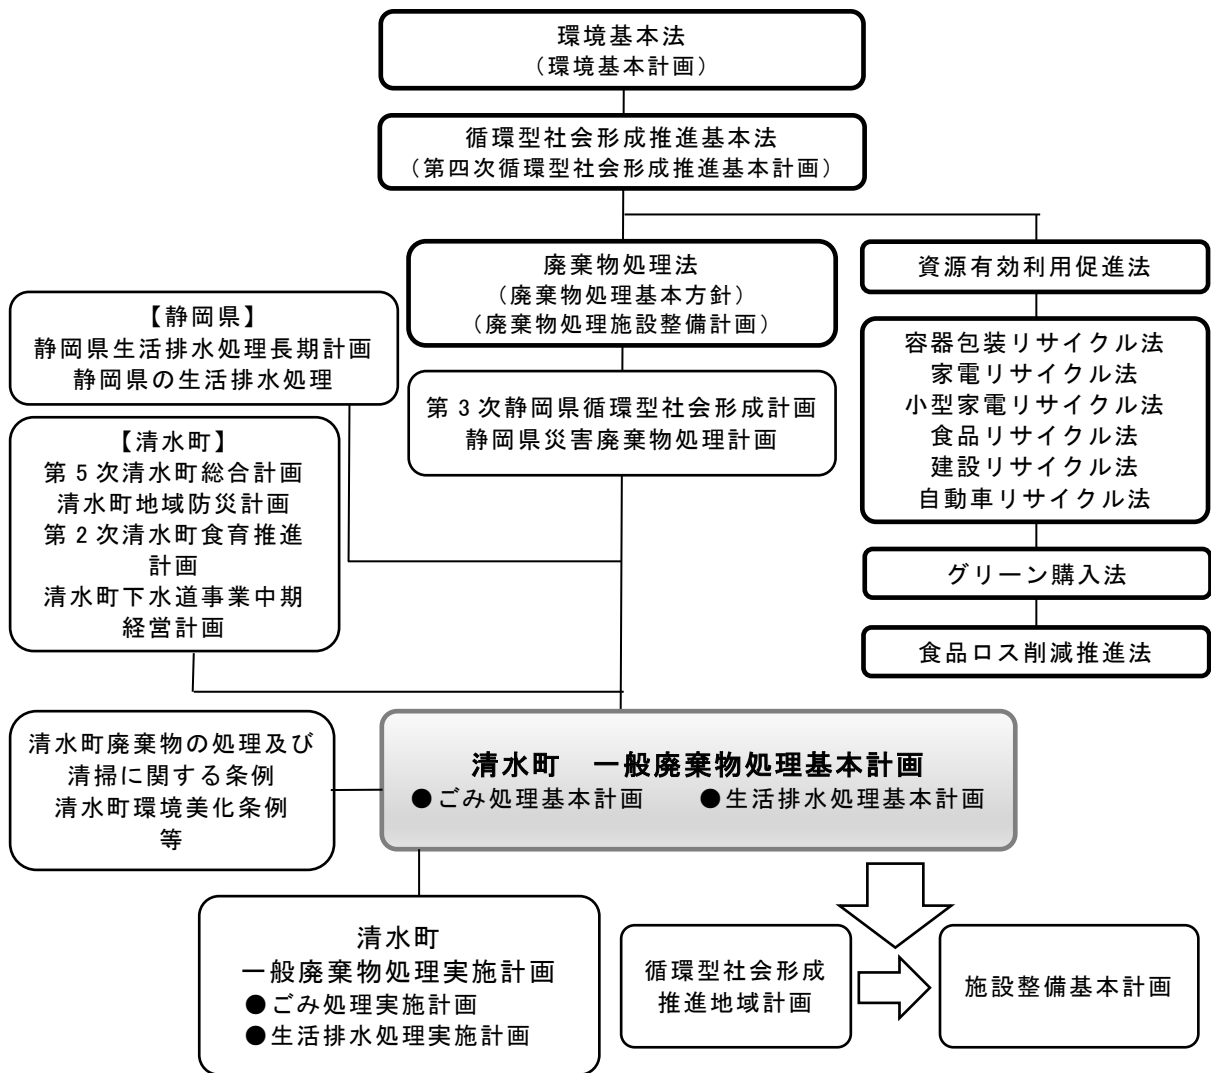 環境基本法
（環境基本計画）
循環型社会形成推進基本法
（第四次循環型社会形成推進基本計画）
廃棄物処理法
（廃棄物処理基本方針）
（廃棄物処理施設整備計画）
資源有効利用促進法
【静岡県】
静岡県生活排水処理長期計画
静岡県の生活排水処理
第3次静岡県循環型社会形成計画
静岡県災害廃棄物処理計画
容器包装リサイクル法
家電リサイクル法
小型家電リサイクル法
食品リサイクル法
建設リサイクル法
自動車リサイクル法
【清水町】
第5次清水町総合計画
清水町地域防災計画
第2次清水町食育推進
計画
清水町下水道事業中期
経営計画
グリーン購入法
食品ロス削減推進法
清水町廃棄物の処理及び
清掃に関する条例
清水町環境美化条例
等
清水町　一般廃棄物処理基本計画
●ごみ処理基本計画　●生活排水処理基本計画
清水町
一般廃棄物処理実施計画
●ごみ処理実施計画
●生活排水処理実施計画
循環型社会形成
推進地域計画
施設整備基本計画